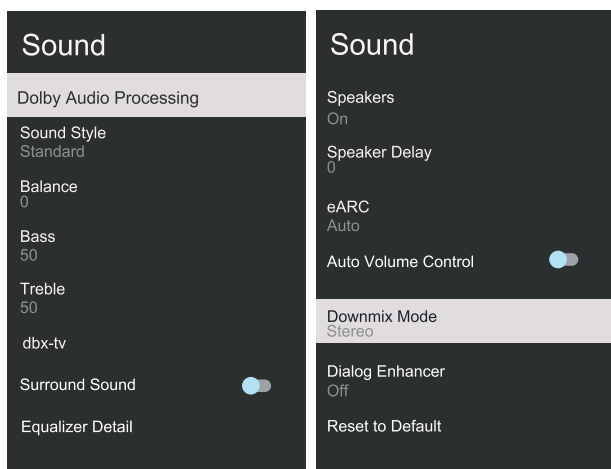 Sound
Dolby Audio Processing
Sound Style
Standard
Balance
0
Bass
50
Treble
50
dbx-tv
Surround Sound
Equalizer Detail
Sound
Speakers
On
Speaker Delay
0
eARC
Auto
Auto Volume Control
Downmix Mode
Stereo
Dialog Enhancer
Off
Reset to Default